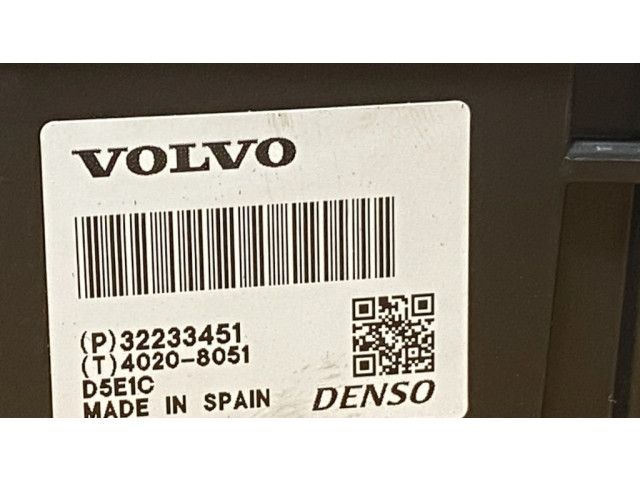 VOLVO
(P)32233451
(T)4020-8051
D5E1C
MADE IN SPAIN
DENSO